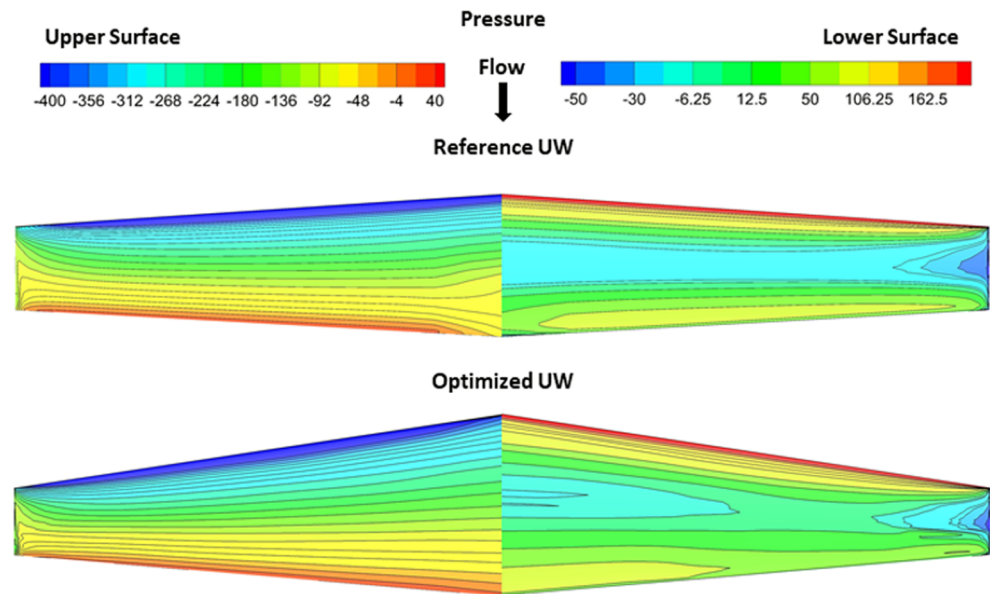 Pressure
Upper Surface
Lower Surface
Flow
-400 -356 -312 -268 -224 -180 -136 -92 -48 -4 40
-50 -30 -6.25 12.5 50 106.25 162.5
Reference UW
Optimized UW